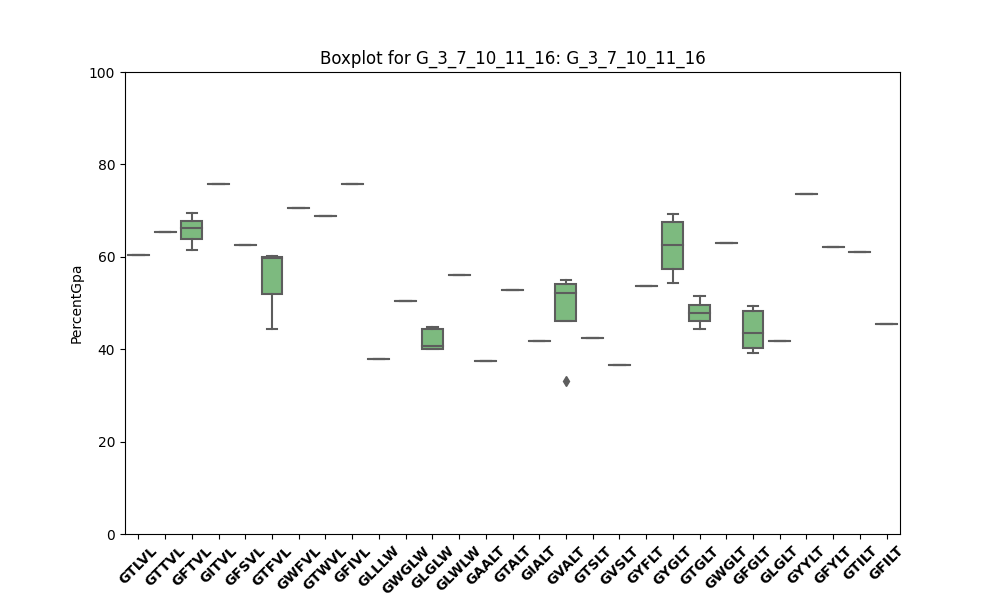 Boxplot for G_3_7_10_11_16: G_3_7_10_11_16
100
80
60
40
20
0
PercentGpa
GTLVL
GTTVL
GFTVL
GITVL
GFSVL
GTFVL
GWFVL
GTWVL
GFIVL
GLLLW
GWGLW
GLGLW
GLWLW
GAALT
GTALT
GIALT
GVALT
GTSLT
GVSLT
GYFLT
GYGLT
GTGLT
GWGLT
GFGLT
GLGLT
GYYLT
GFYLT
GTILT
GFILT